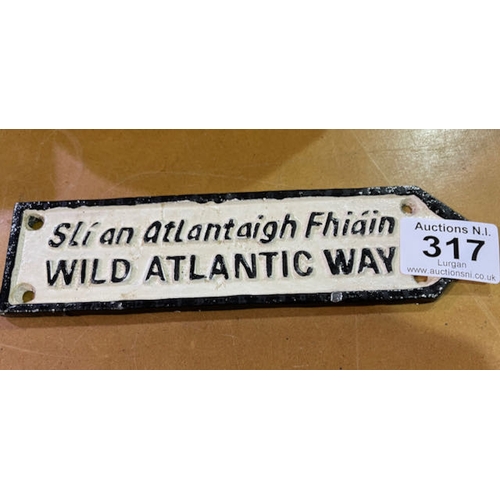 Slí an Atlantaigh Fhiáin
WILD ATLANTIC WAY
Auctions N.I.
317
Lurgan
www.auctionsni.co.uk